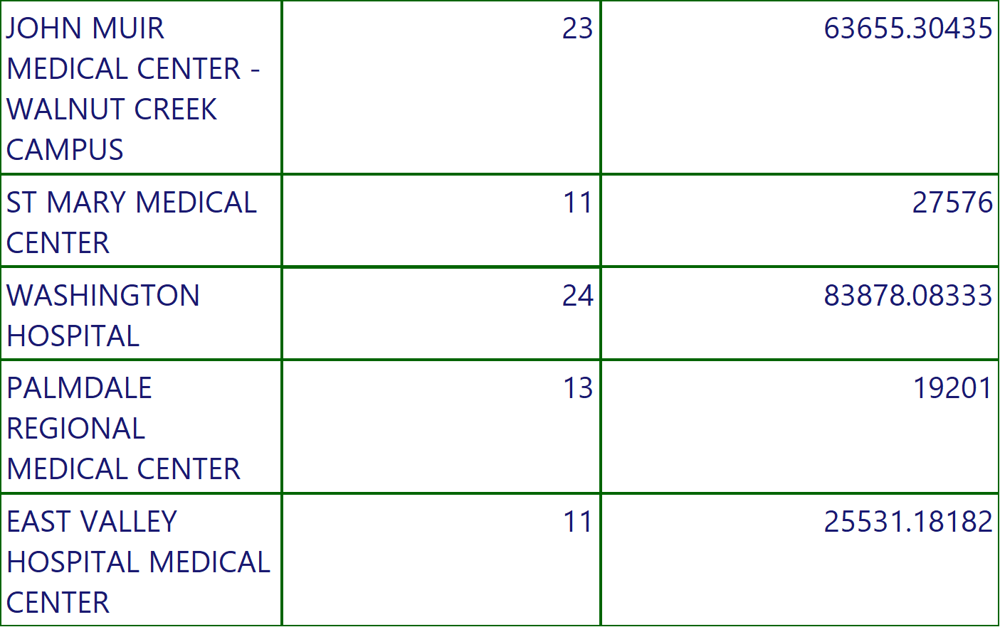 JOHN MUIR 23 63655.30435
MEDICAL CENTER -
WALNUT CREEK
CAMPUS
ST MARY MEDICAL 11 27576
CENTER
WASHINGTON 24 83878.08333
HOSPITAL
PALMDALE 13 19201
REGIONAL
MEDICAL CENTER
EAST VALLEY 11 25531.18182
HOSPITAL MEDICAL
CENTER